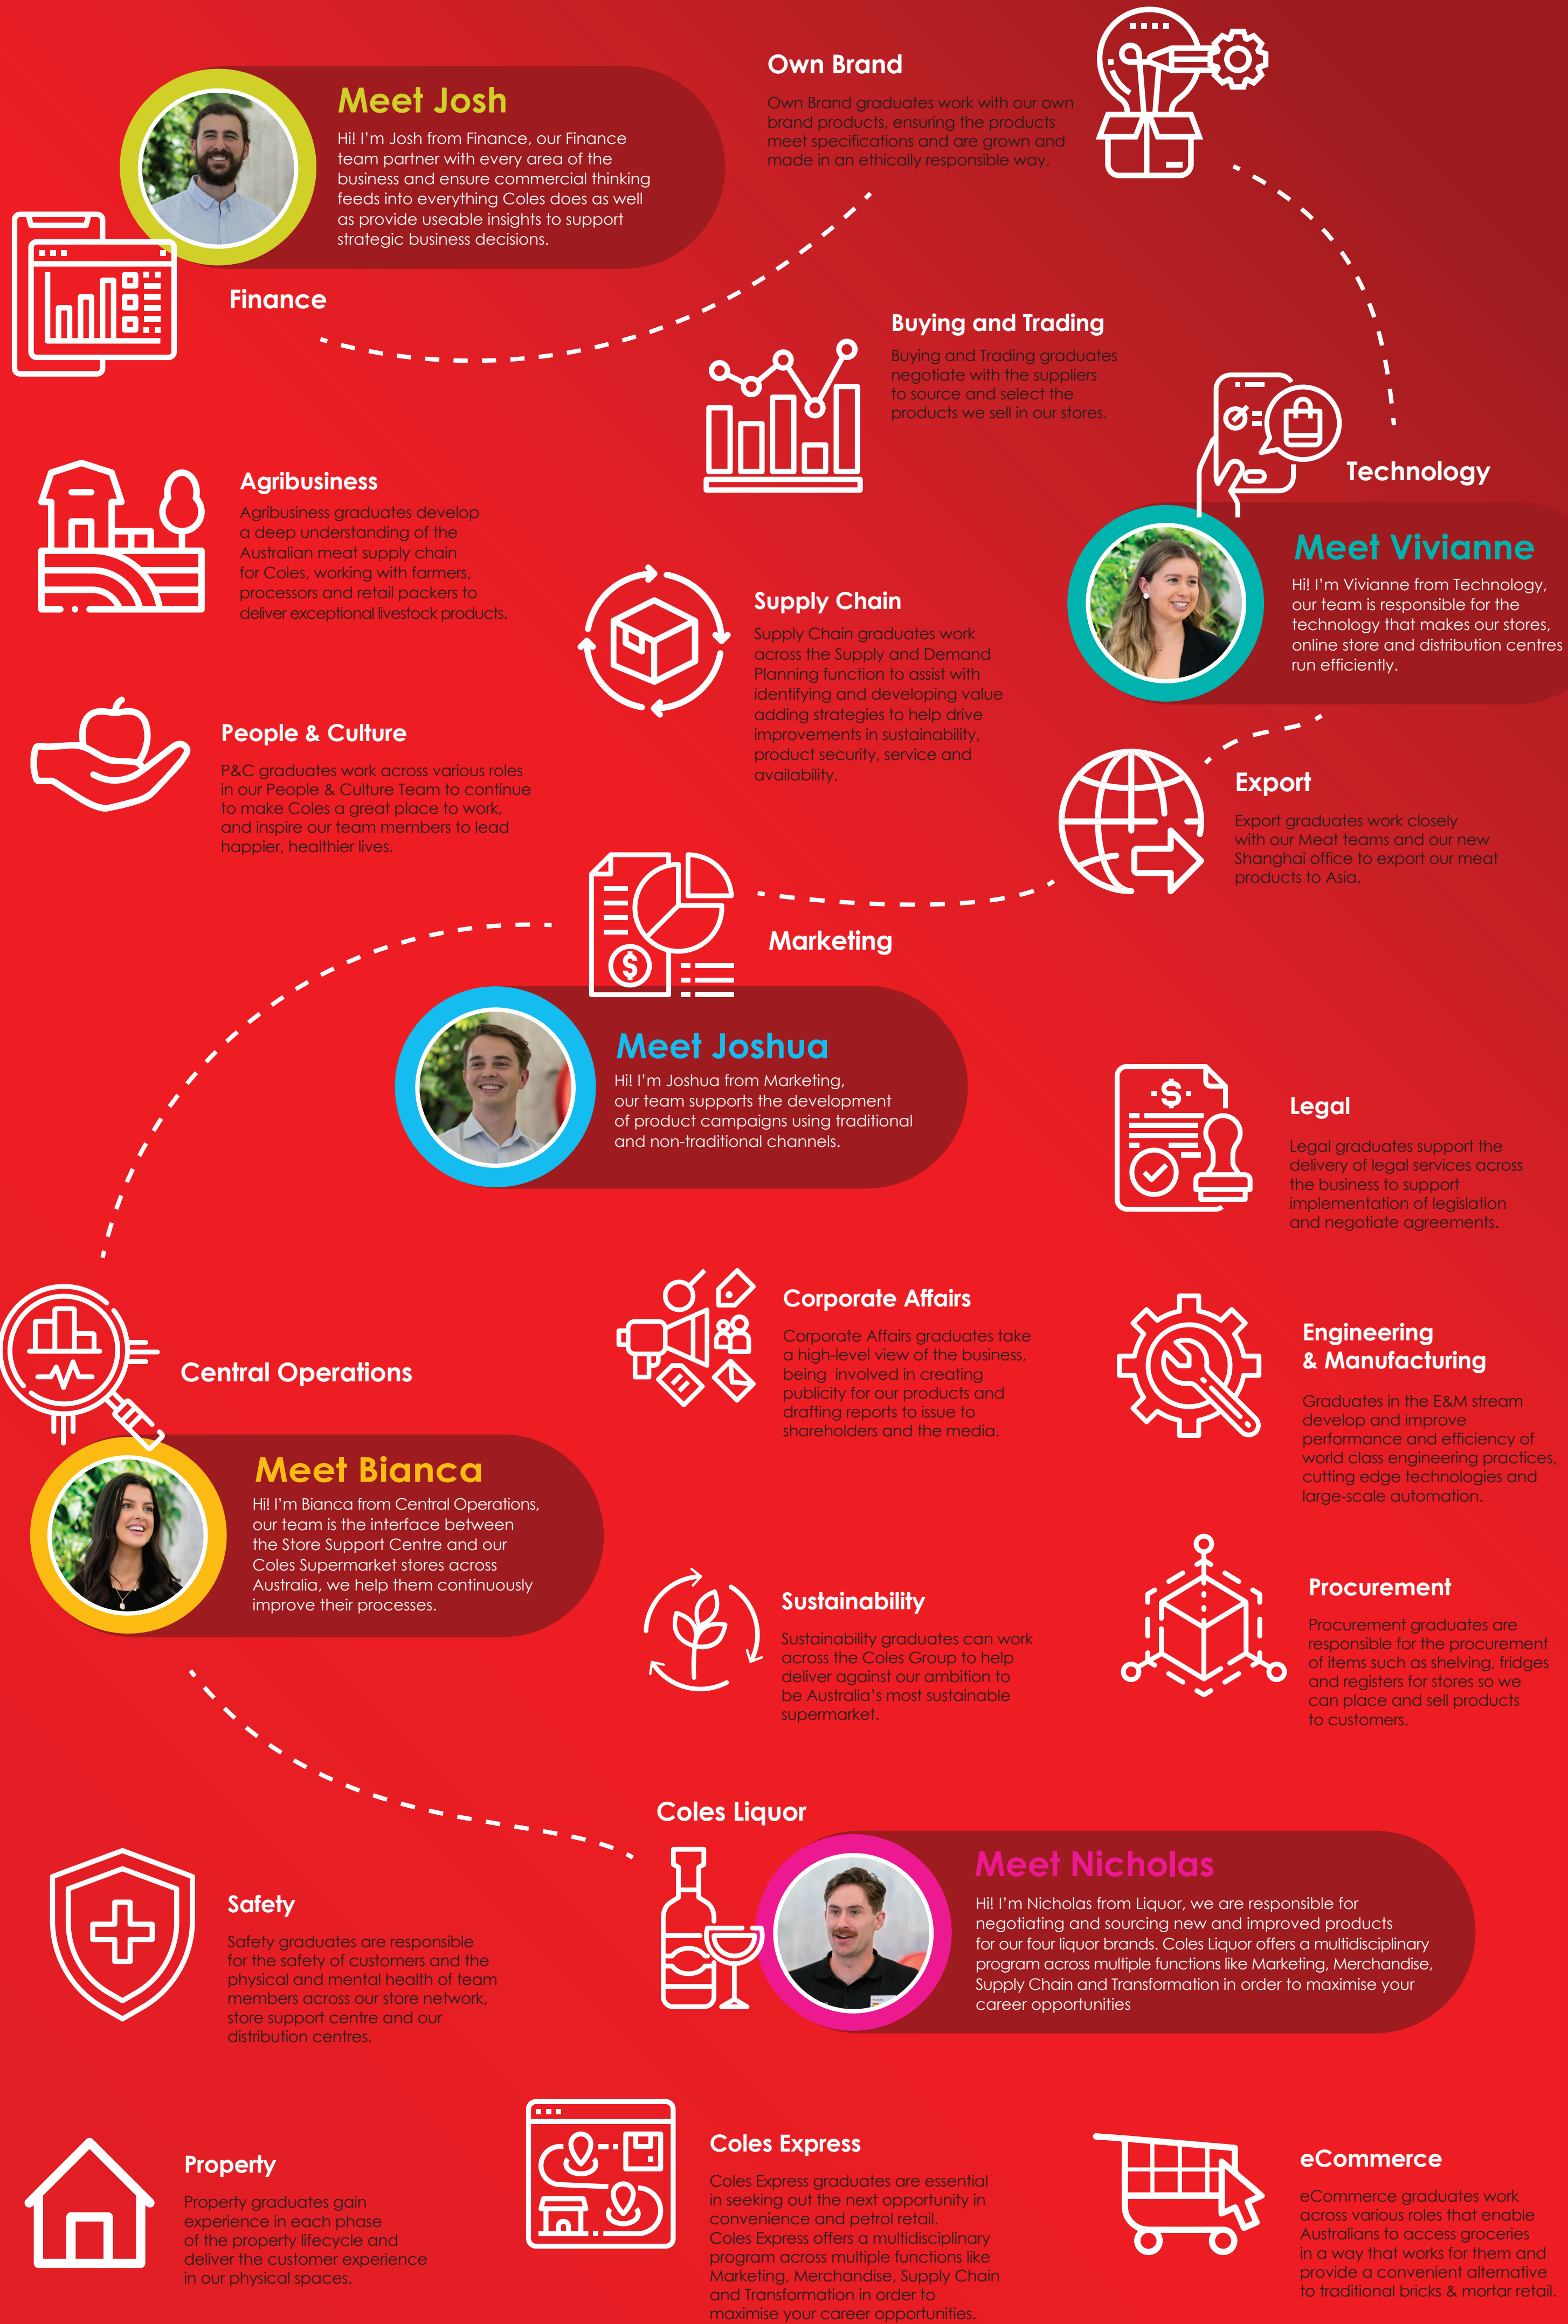 Meet Josh
Hi! I'm Josh from Finance, our Finance
team partner with every area of the
business and ensure commercial thinking
feeds into everything Coles does as well
as provide useable insights to support
strategic business decisions.
Finance
Own Brand
Own Brand graduates work with our own
brand products, ensuring the products
meet specifications and are grown and
made in an ethically responsible way.
Buying and Trading
Buying and Trading graduates
negotiate with the suppliers
to source and select the
products we sell in our stores.
Technology
Meet Vivianne
Hi! I'm Vivianne from Technology,
our team is responsible for the
technology that makes our stores,
online store and distribution centres
run efficiently.
Agribusiness
Agribusiness graduates develop
a deep understanding of the
Australian meat supply chain
for Coles, working with farmers,
processors and retail packers to
deliver exceptional livestock products.
Supply Chain
Supply Chain graduates work
across the Supply and Demand
Planning function to assist with
identifying and developing value
adding strategies to help drive
improvements in sustainability,
product security, service and
availability.
People & Culture
P&C graduates work across various roles
in our People & Culture Team to continue
to make Coles a great place to work,
and inspire our team members to lead
happier, healthier lives.
Export
Export graduates work closely
with our Meat teams and our new
Shanghai office to export our meat
products to Asia.
$
Marketing
Meet Joshua
Hi! I'm Joshua from Marketing,
our team supports the development
of product campaigns using traditional
and non-traditional channels.
$
Legal
Legal graduates support the
delivery of legal services across
the business to support
implementation of legislation
and negotiate agreements.
Central Operations
Meet Bianca
Hi! I'm Bianca from Central Operations,
our team is the interface between
the Store Support Centre and our
Coles Supermarket stores across
Australia, we help them continuously
improve their processes.
Corporate Affairs
Corporate Affairs graduates take
a high-level view of the business,
being  involved in creating
publicity for our products and
drafting reports to issue to
shareholders and the media.
Engineering
& Manufacturing
Graduates in the E&M stream
develop and improve
performance and efficiency of
world class engineering practices,
cutting edge technologies and
large-scale automation.
Sustainability
Sustainability graduates can work
across the Coles Group to help
deliver against our ambition to
be Australia's most sustainable
supermarket.
Procurement
Procurement graduates are
responsible for the procurement
of items such as shelving, fridges
and registers for stores so we
can place and sell products
to customers.
Coles Liquor
Meet Nicholas
Hi! I'm Nicholas from Liquor, we are responsible for
negotiating and sourcing new and improved products
for our four liquor brands. Coles Liquor offers a multidisciplinary
program across multiple functions like Marketing, Merchandise,
Supply Chain and Transformation in order to maximise your
career opportunities
Safety
Safety graduates are responsible
for the safety of customers and the
physical and mental health of team
members across our store network,
store support centre and our
distribution centres.
Property
Property graduates gain
experience in each phase
of the property lifecycle and
deliver the customer experience
in our physical spaces.
Coles Express
Coles Express graduates are essential
in seeking out the next opportunity in
convenience and petrol retail.
Coles Express offers a multidisciplinary
program across multiple functions like
Marketing, Merchandise, Supply Chain
and Transformation in order to
maximise your career opportunities.
eCommerce
eCommerce graduates work
across various roles that enable
Australians to access groceries
in a way that works for them and
provide a convenient alternative
to traditional bricks & mortar retail.